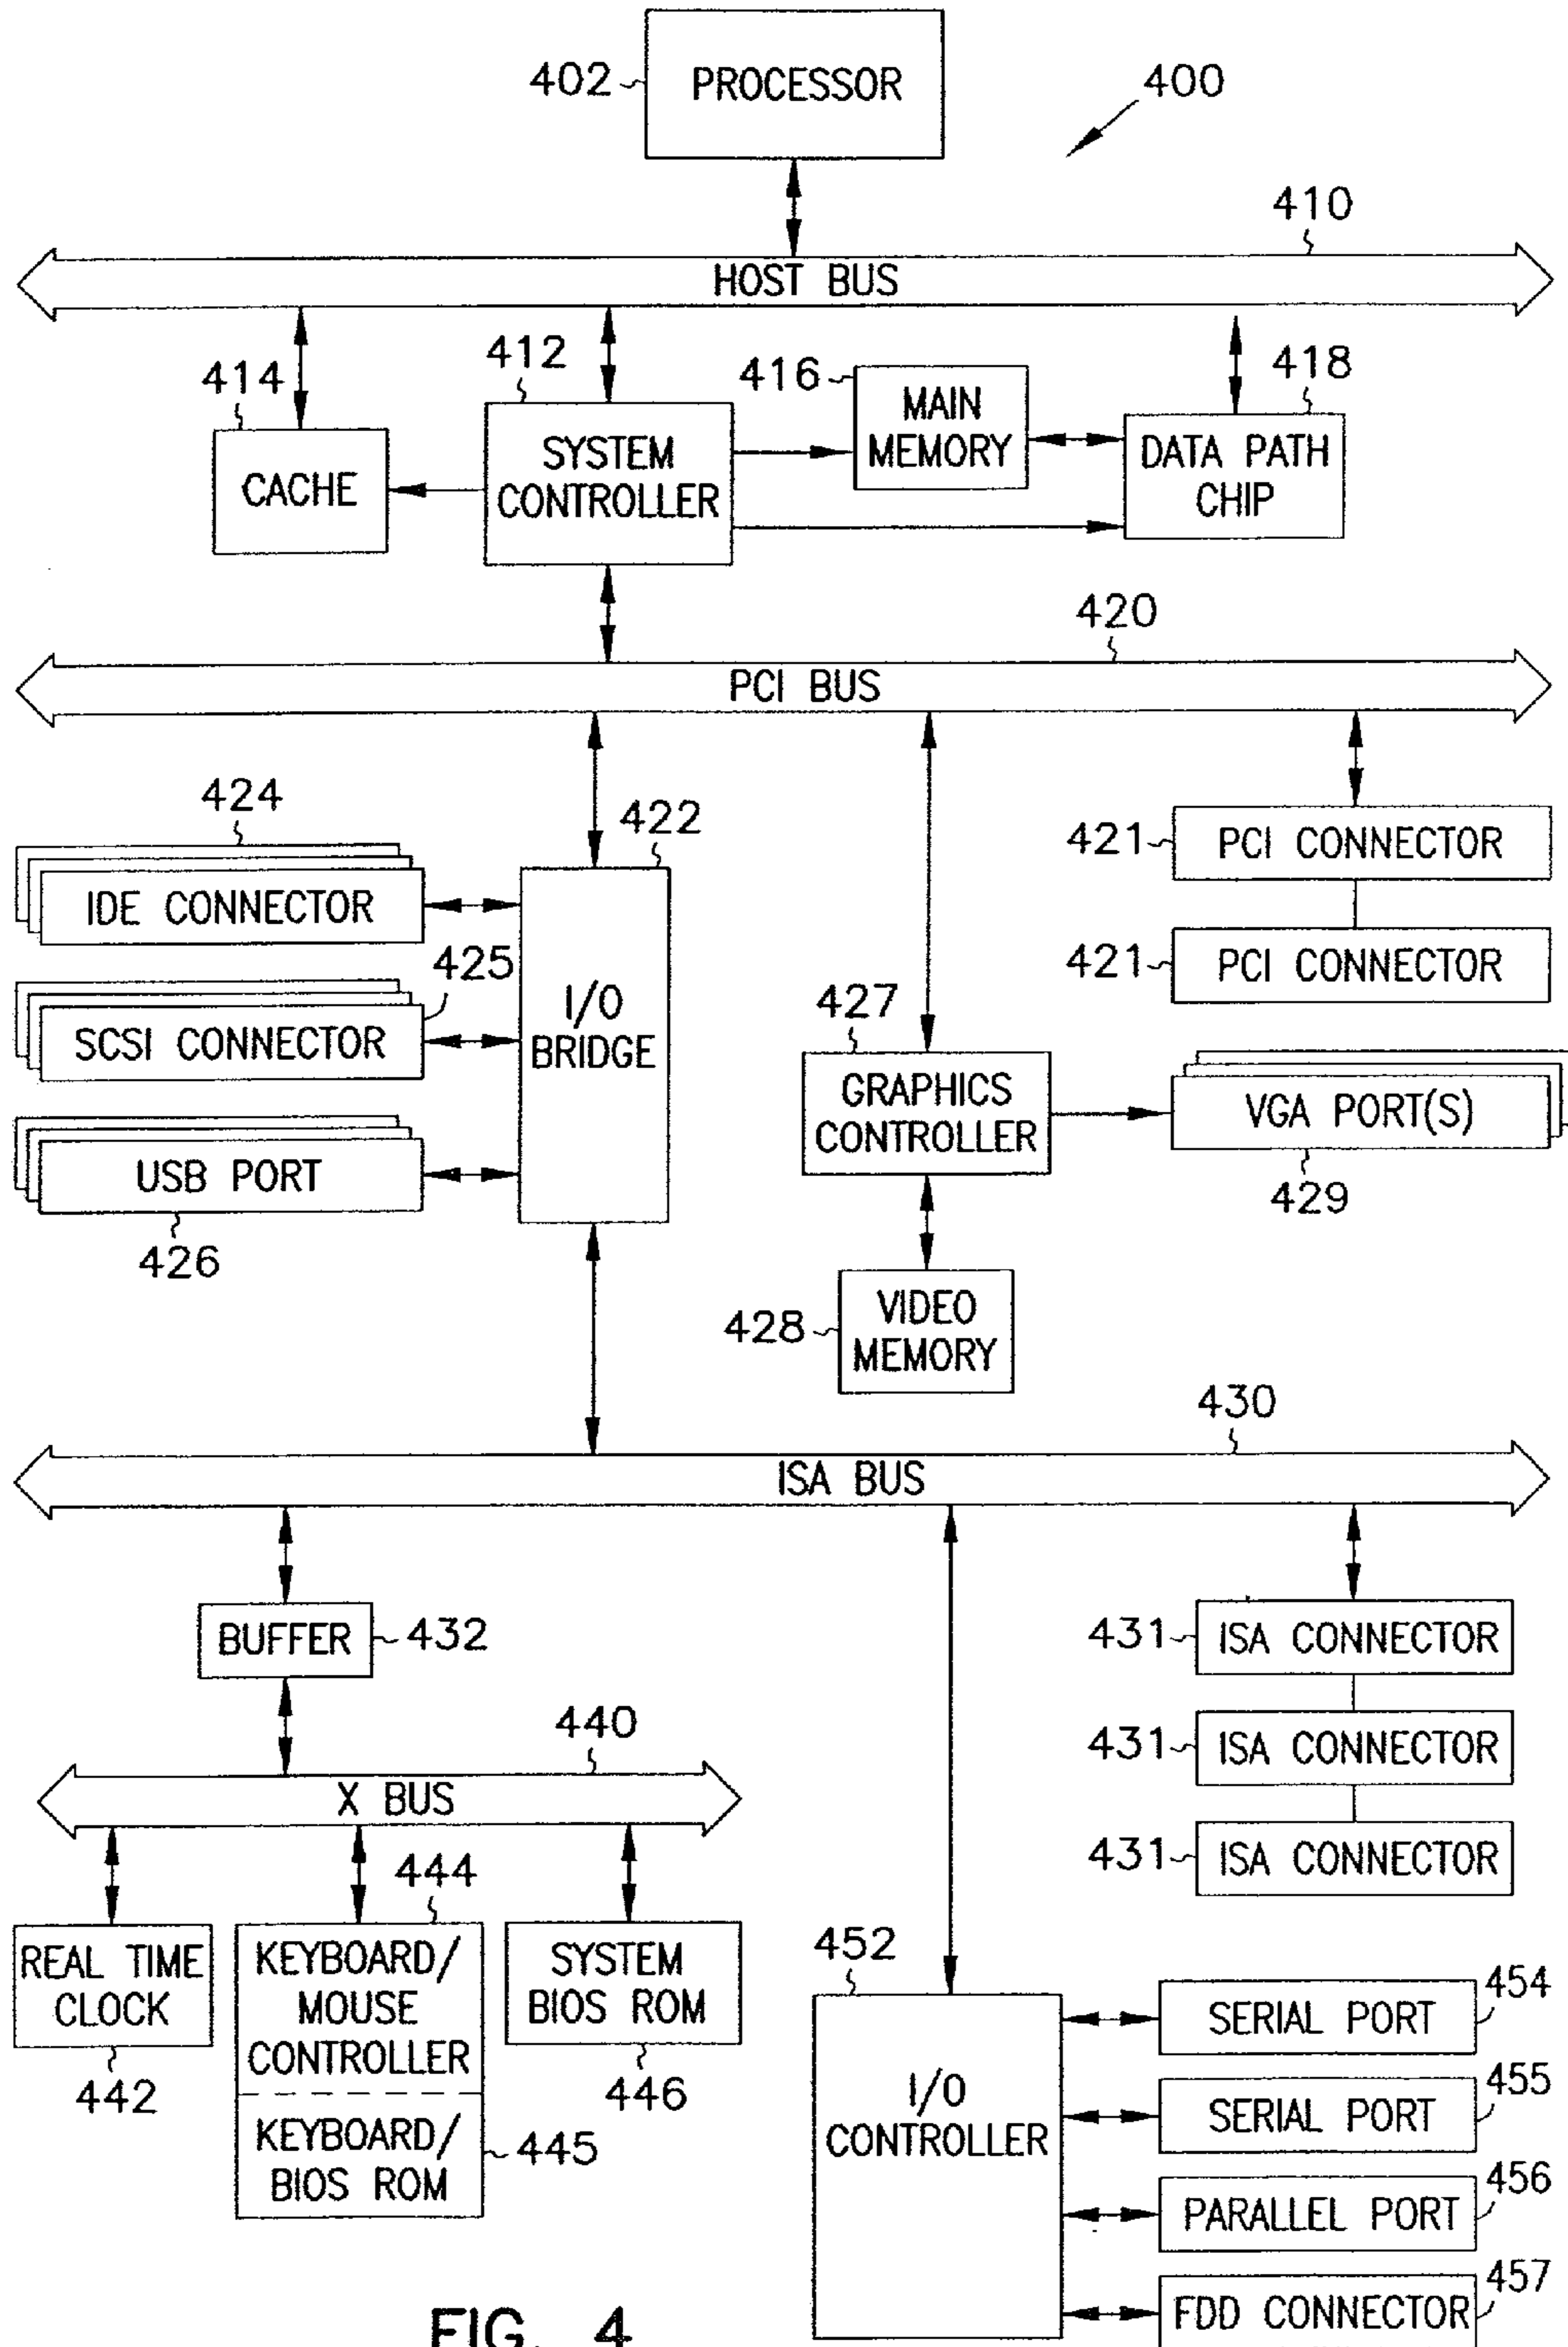 402
PROCESSOR
400
410
HOST BUS
414
412
416
418
CACHE
SYSTEM
CONTROLLER
MAIN
MEMORY
DATA PATH
CHIP
420
PCI BUS
424
422
IDE CONNECTOR
425
SCSI CONNECTOR
USB PORT
426
I/O
BRIDGE
421
PCI CONNECTOR
421
PCI CONNECTOR
427
GRAPHICS
CONTROLLER
VGA PORT(S)
429
428
VIDEO
MEMORY
430
ISA BUS
BUFFER
432
431
ISA CONNECTOR
431
ISA CONNECTOR
431
ISA CONNECTOR
440
X BUS
444
REAL TIME
CLOCK
442
KEYBOARD/
MOUSE
CONTROLLER
KEYBOARD/
BIOS ROM
445
SYSTEM
BIOS ROM
446
452
I/O
CONTROLLER
SERIAL PORT
454
SERIAL PORT
455
PARALLEL PORT
456
FDD CONNECTOR
457
FIG. 4